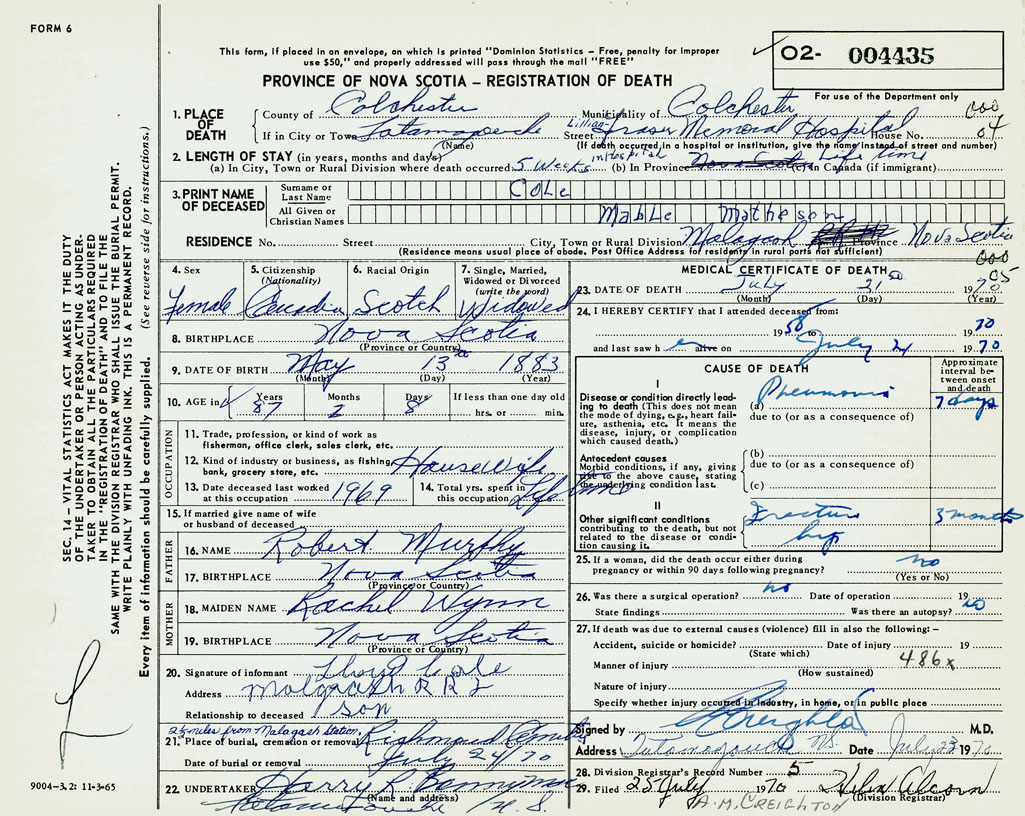 FORM 6
This form, if placed in an envelope, on which is printed "Dominion Statistics – Free, penalty for improper
use $50," and properly addressed will pass through the mail "FREE"
PROVINCE OF NOVA SCOTIA – REGISTRATION OF DEATH
O2- 004435
For use of the Department only
000
04
1. PLACE OF DEATH
County of Colchester Municipality of Colchester
If in City or Town Tatamagouche Street Lillian Fraser Memorial Hospital House No.
(Name) (If death occurred in a hospital or institution, give the name instead of street and number)
2. LENGTH OF STAY (in years, months and days)
(a) In City, Town or Rural Division where death occurred 5 Weeks in Hospital (b) In Province Nova Scotia (c) In Canada (if immigrant) Life time
3. PRINT NAME OF DECEASED
Surname or Last Name Cole
All Given or Christian Names Mable Matheson
RESIDENCE No. Street City, Town or Rural Division Malagash Province Nova Scotia
(Residence means usual place of abode. Post Office Address for residents in rural parts not sufficient)
000
05
4. Sex
Female
5. Citizenship
(Nationality)
Canadian
6. Racial Origin
Scotch
7. Single, Married, Widowed or Divorced
(write the word)
Widowed
8. BIRTHPLACE Nova Scotia
(Province or Country)
9. DATE OF BIRTH May 13th 1883
(Month) (Day) (Year)
10. AGE in Years 87 Months 2 Days 8 If less than one day old
hrs. or min.
OCCUPATION
11. Trade, profession, or kind of work as
fisherman, office clerk, sales clerk, etc.
12. Kind of industry or business, as fishing,
bank, grocery store, etc. Housewife
13. Date deceased last worked
at this occupation 1969
14. Total yrs. spent in
this occupation Lifetime
15. If married give name of wife
or husband of deceased
FATHER
16. NAME Robert Murphy
17. BIRTHPLACE Nova Scotia
(Province or Country)
MOTHER
18. MAIDEN NAME Rachel Wynn
19. BIRTHPLACE Nova Scotia
(Province or Country)
20. Signature of informant Lloyd Cole
Address Malagash RR1
Relationship to deceased son
2½ miles from Malagash Station,
21. Place of burial, cremation or removal Richmond Cemetery
Date of burial or removal July 24/70
22. UNDERTAKER Harry R.
(Name and address)
Tatamagouche N.S.
MEDICAL CERTIFICATE OF DEATH
23. DATE OF DEATH July 21st 1970
(Month) (Day) (Year)
24. I HEREBY CERTIFY that I attended deceased from:
1958 to 1970
and last saw her alive on July 21 1970
CAUSE OF DEATH
Approximate interval between onset and death
I
Disease or condition directly leading
to death (This does not mean
the mode of dying, e.g., heart failure,
asthenia, etc. It means the
disease, injury, or complication
which caused death.)
(a) Pneumonia 7 days
due to (or as a consequence of)
Antecedent causes
Morbid conditions, if any, giving
rise to the above cause, stating
the underlying condition last.
(b)
due to (or as a consequence of)
(c)
II
Other significant conditions
contributing to the death, but not
related to the disease or condition
causing it.
Fracture hip 3 months
25. If a woman, did the death occur either during
pregnancy or within 90 days following pregnancy? no
(Yes or No)
26. Was there a surgical operation? no Date of operation 19
State findings Was there an autopsy? no
27. If death was due to external causes (violence) fill in also the following: –
Accident, suicide or homicide? Date of injury 19
(State which)
Manner of injury 486x
(How sustained)
Nature of injury
Specify whether injury occurred in industry, in home, or in public place
Signed by Creighton M.D.
Address Tatamagouche N.S. Date July 23 1970
28. Division Registrar's Record Number 5
29. Filed 25 July 1970 Helen Alcorn
(Division Registrar)
A.M. CREIGHTON
SEC. 14 – VITAL STATISTICS ACT MAKES IT THE DUTY
OF THE UNDERTAKER OR PERSON ACTING AS UNDER-
TAKER TO OBTAIN ALL THE PARTICULARS REQUIRED
IN THE "REGISTRATION OF DEATH" AND TO FILE THE
SAME WITH THE DIVISION REGISTRAR WHO SHALL ISSUE THE BURIAL PERMIT.
WRITE PLAINLY WITH UNFADING INK. THIS IS A PERMANENT RECORD.
Every item of information should be carefully supplied. (See reverse side for instructions.)
9004-3.2: 11-3-65